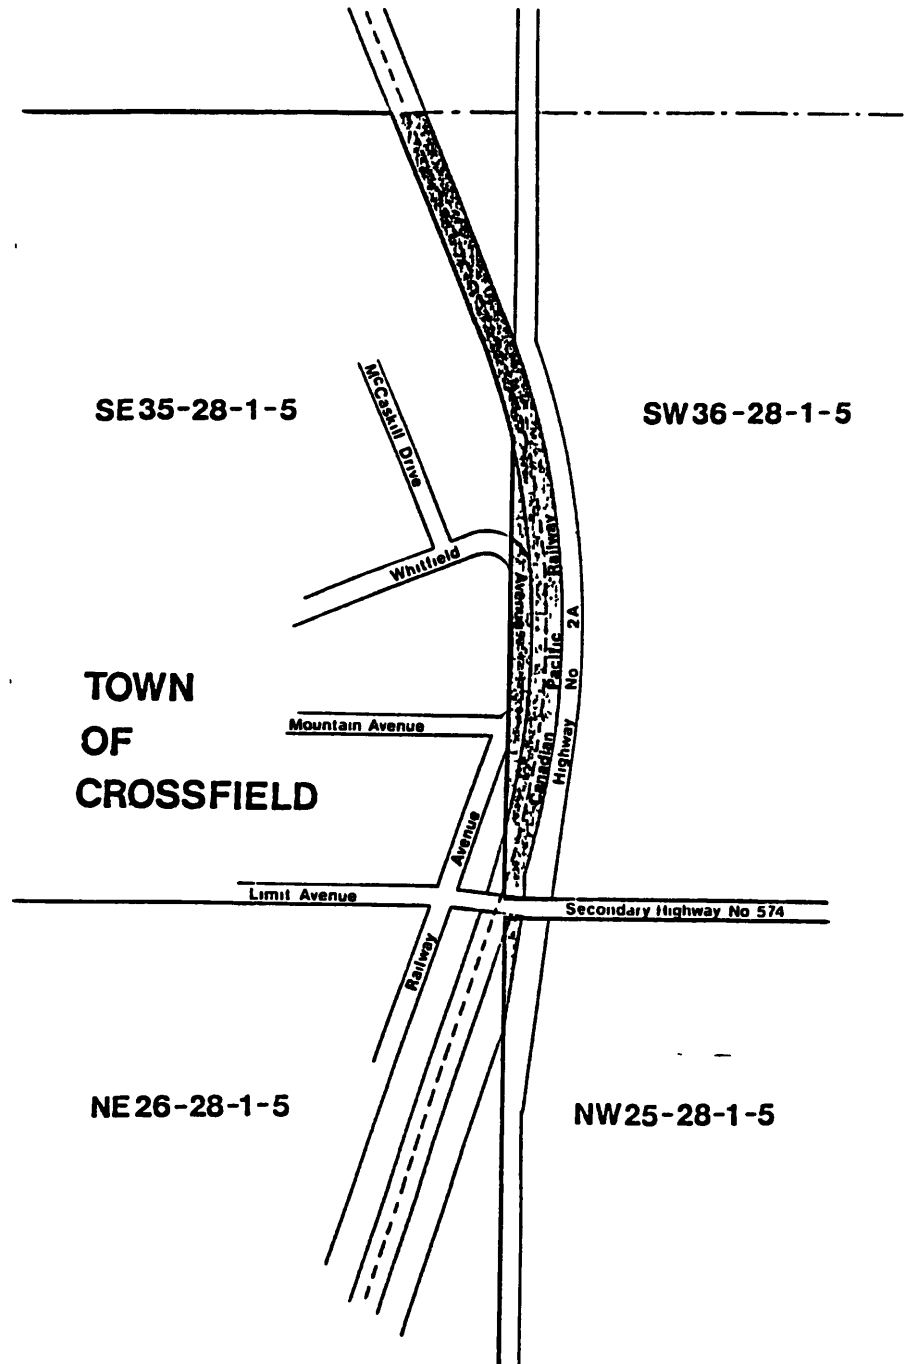 SE35-28-1-5
SW36-28-1-5
McCaskill Drive
Whitfield
Avenue
Canadian Pacific Railway
Highway No 2A
TOWN
OF
CROSSFIELD
Mountain Avenue
Railway Avenue
Limit Avenue
Secondary Highway No 574
NE26-28-1-5
NW25-28-1-5